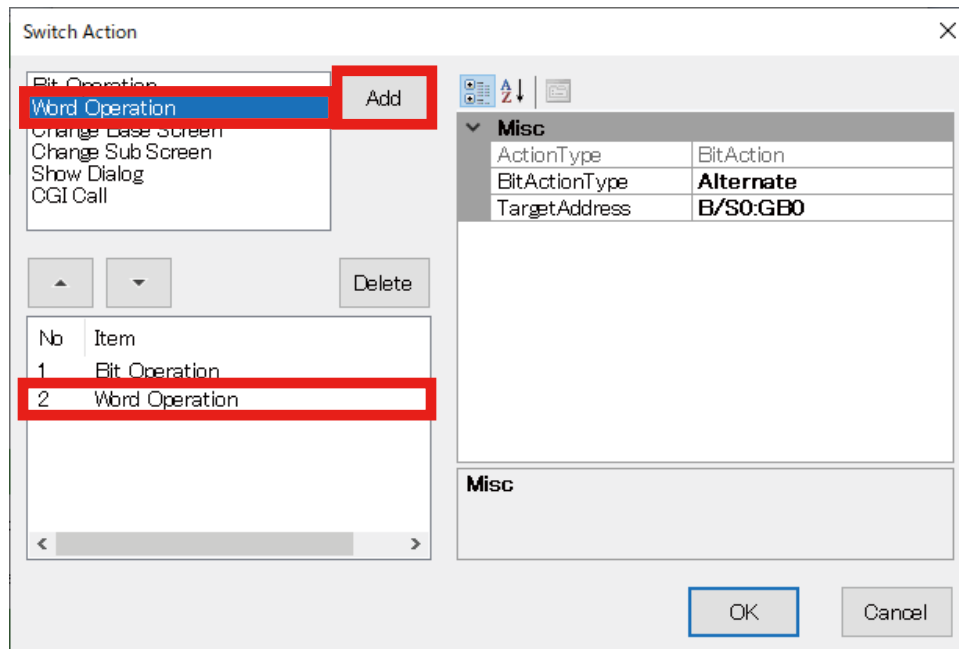 Switch Action
Bit Operation
Word Operation
Change Base Screen
Change Sub Screen
Show Dialog
CGI Call
Add
Delete
No Item
1 Bit Operation
2 Word Operation
Misc
ActionType BitAction
BitActionType Alternate
TargetAddress B/S0:GB0
Misc
OK Cancel